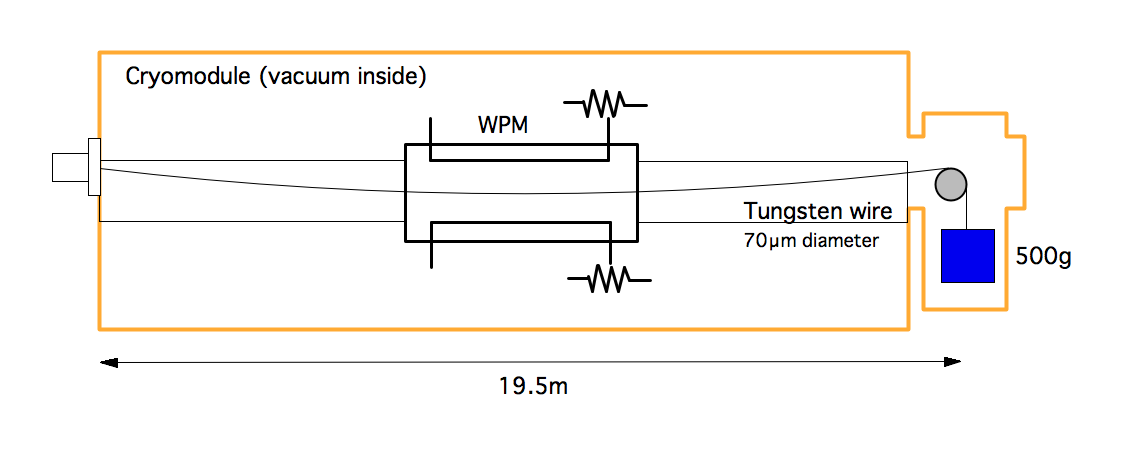 Cryomodule (vacuum inside)
WPM
Tungsten wire
70µm diameter
500g
19.5m